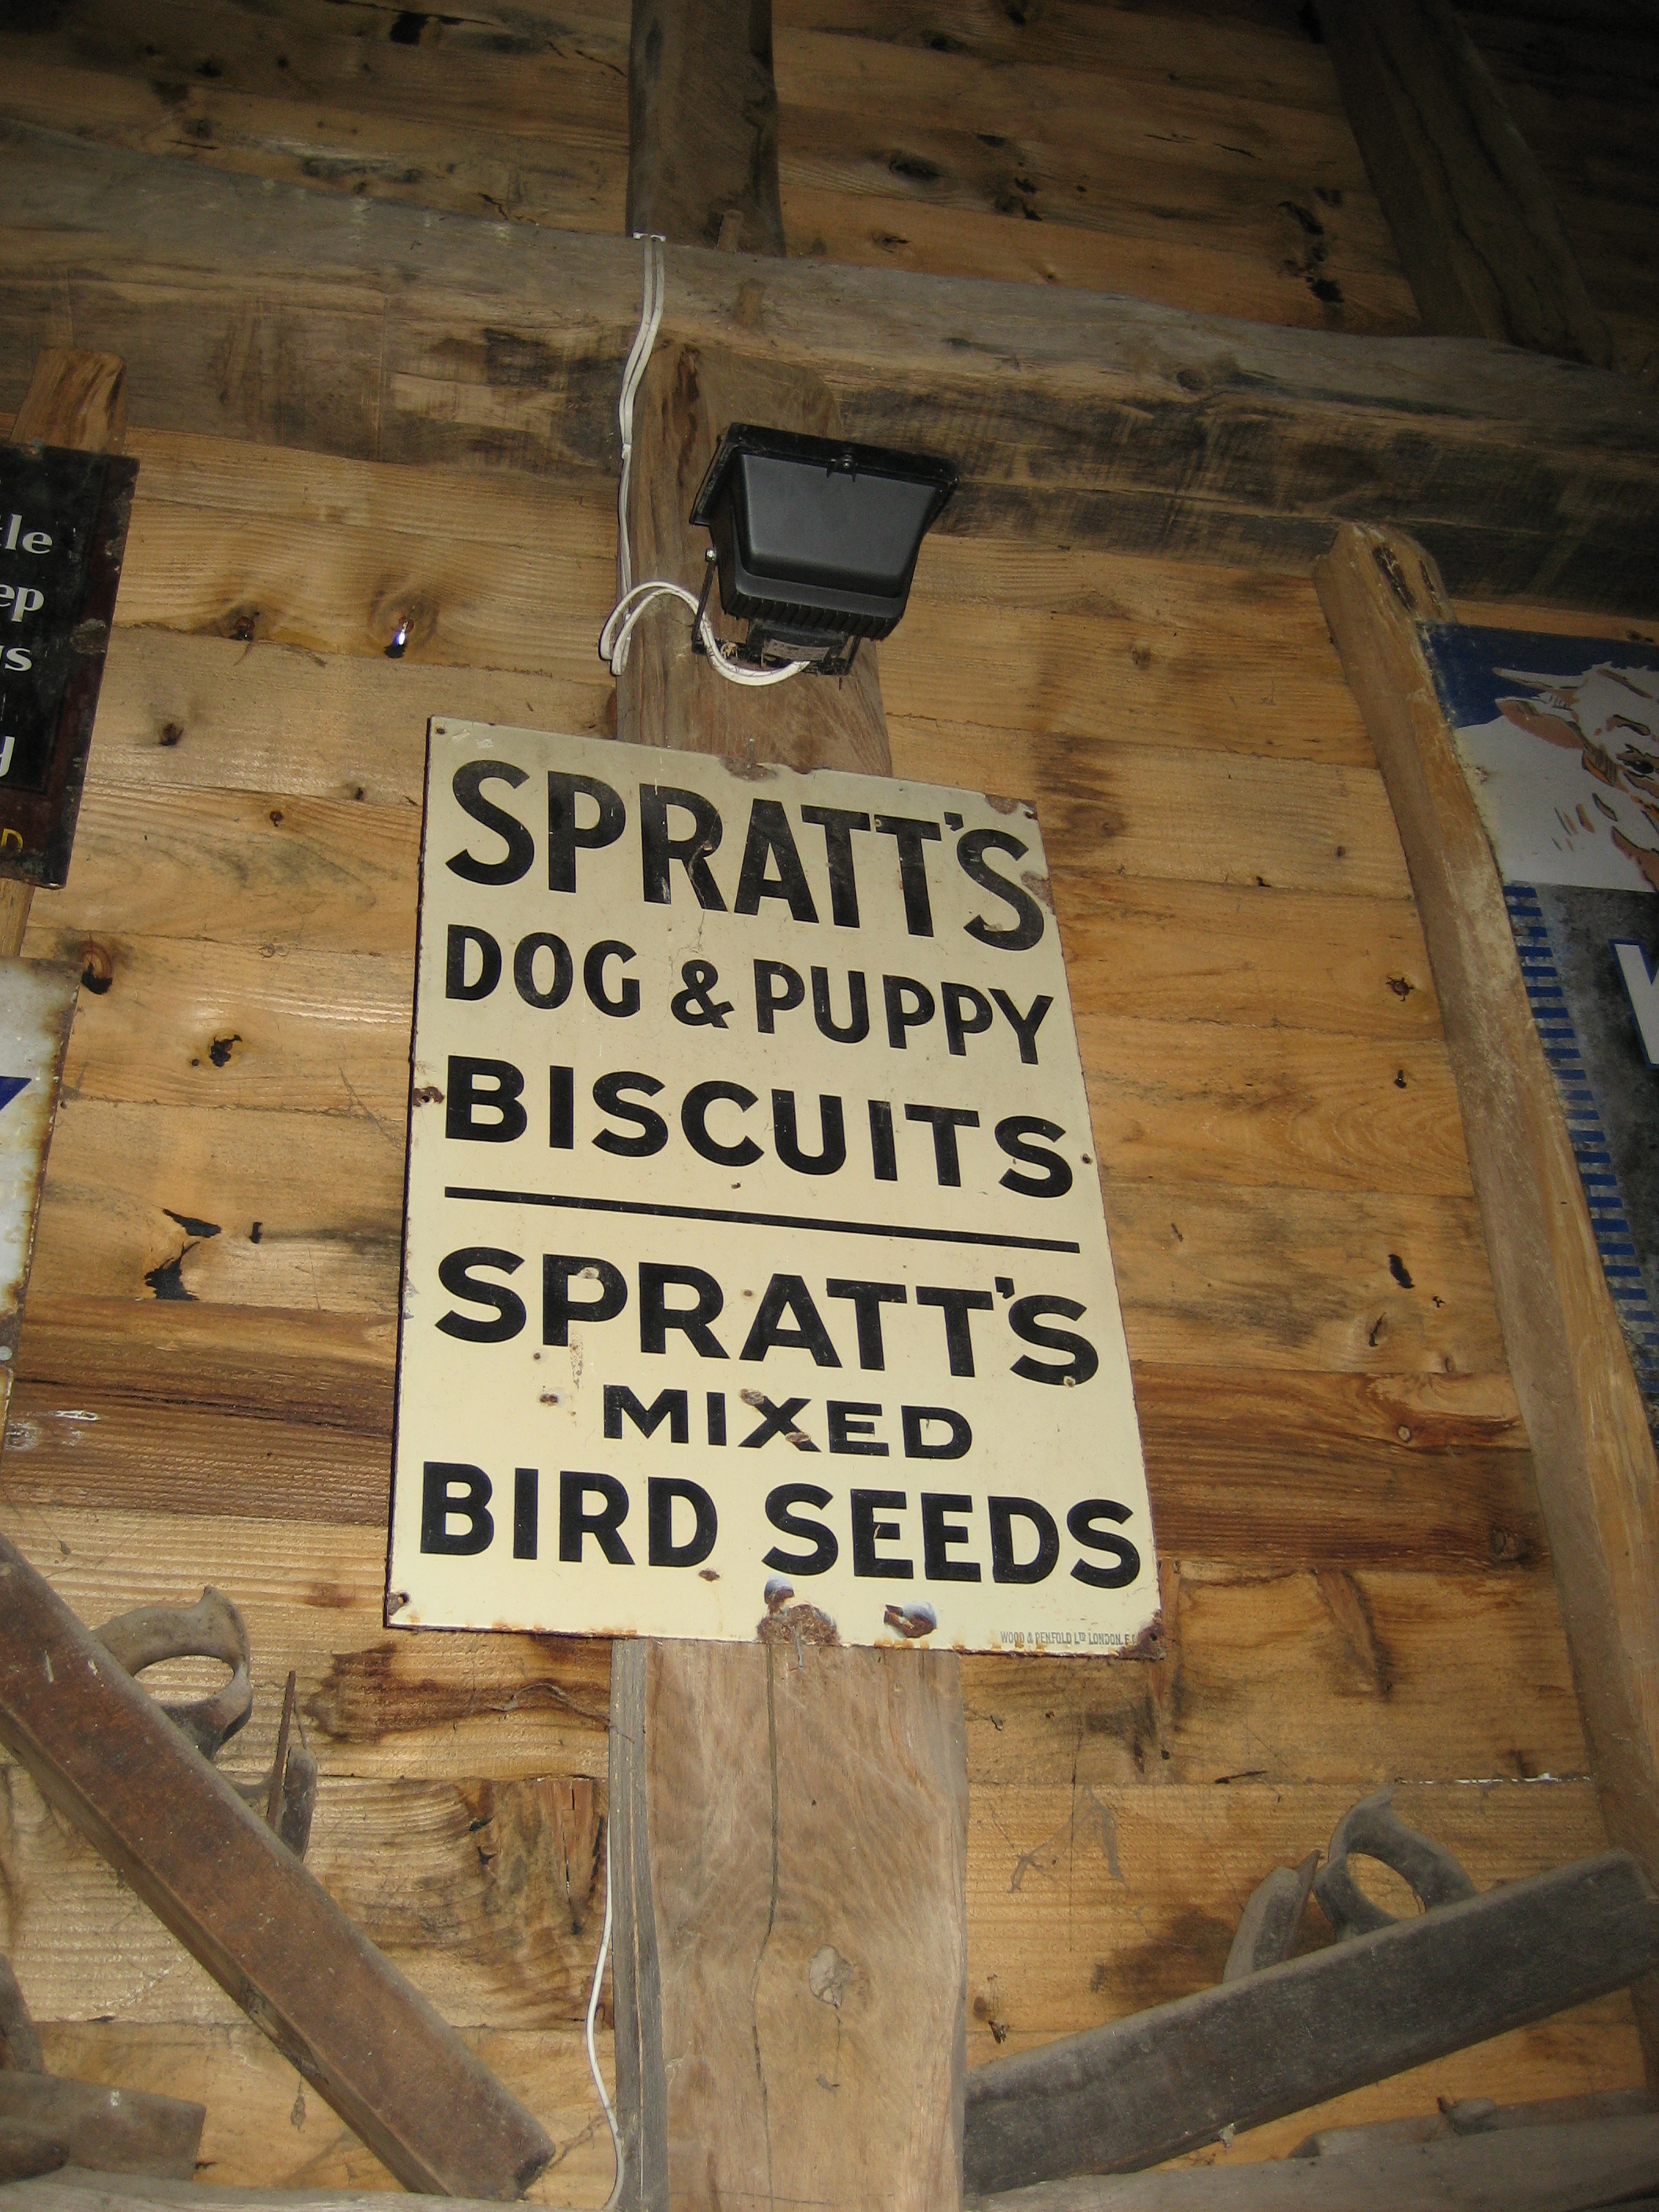 SPRATT'S
DOG & PUPPY
BISCUITS
SPRATT'S
MIXED
BIRD SEEDS
WOOD & PENFOLD LTD LONDON. E.C.